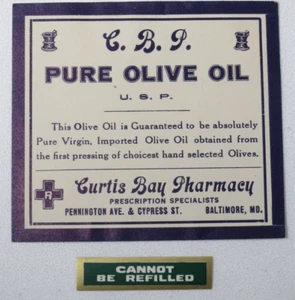 C. B. P.
PURE OLIVE OIL
U. S. P.
This Olive Oil is Guaranteed to be absolutely
Pure Virgin, Imported Olive Oil obtained from
the first pressing of choicest hand selected Olives.
R
Curtis Bay Pharmacy
PRESCRIPTION SPECIALISTS
PENNINGTON AVE. & CYPRESS ST. BALTIMORE, MD.
CANNOT
BE REFILLED